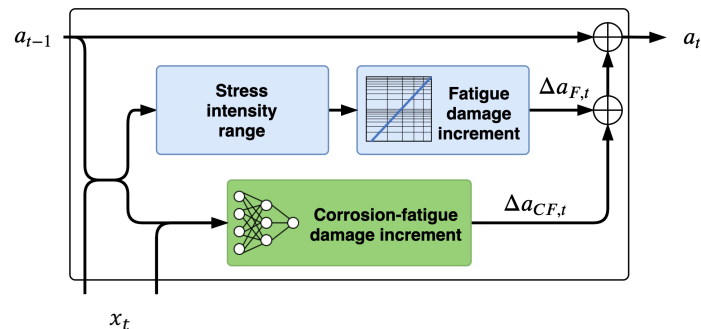 a_{t−1}
a_t
Stress
intensity
range
Fatigue
damage
increment
Δa_{F,t}
Corrosion-fatigue
damage increment
Δa_{CF,t}
x_t